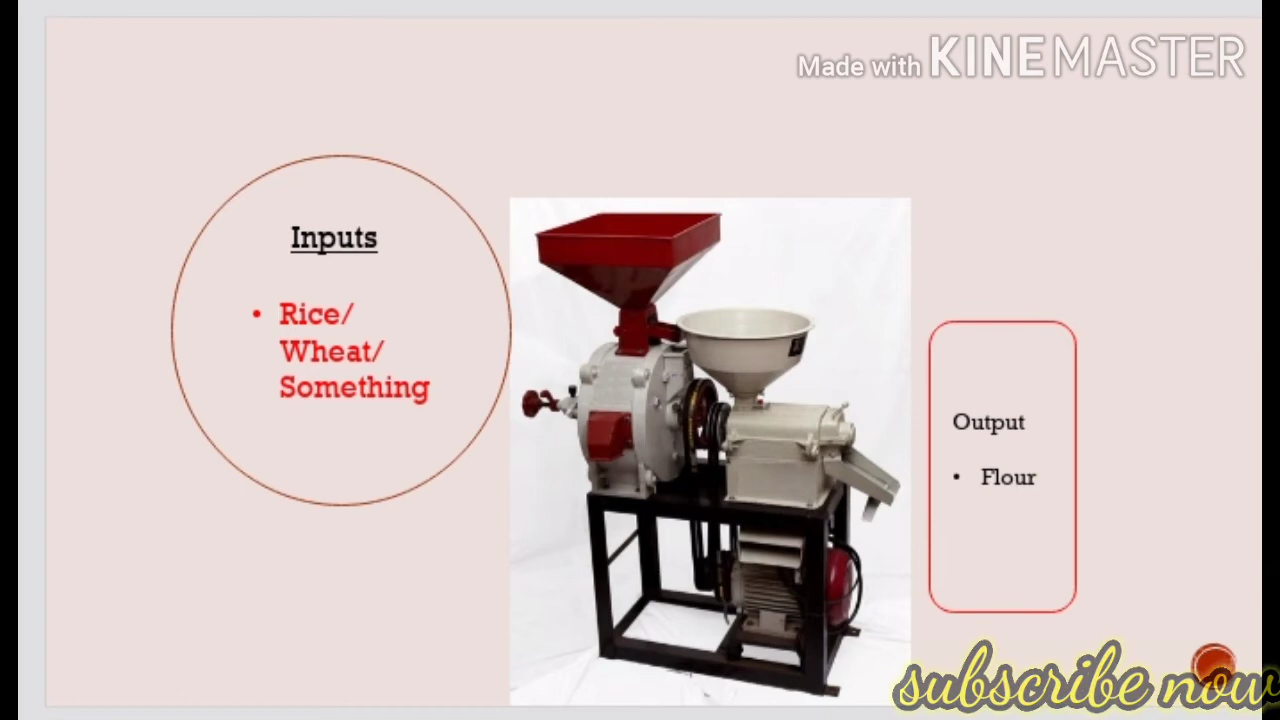 Made with KINEMASTER
Inputs
• Rice/
Wheat/
Something
Output
• Flour
subscribe now